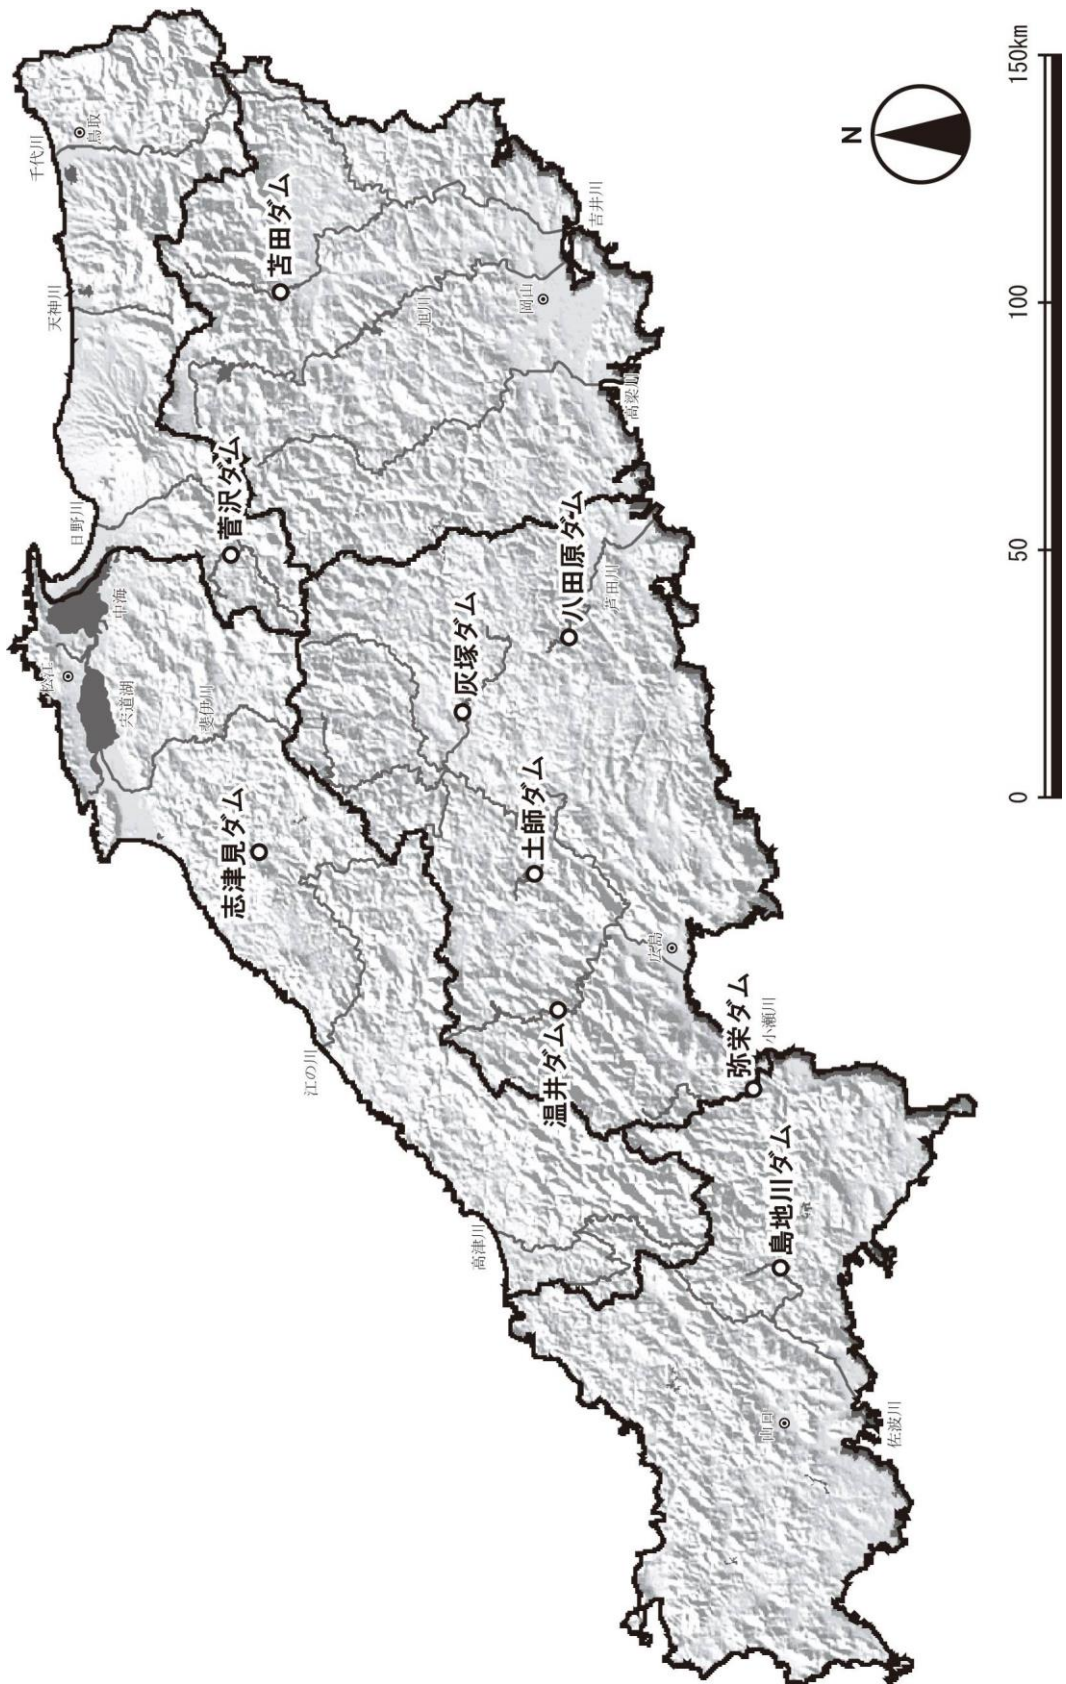 千代川
鳥取
天神川
日野川
中海
松江
宍道湖
斐伊川
苫田ダム
菅沢ダム
志津見ダム
旭川
岡山
吉井川
高梁川
灰塚ダム
八田原ダム
芦田川
土師ダム
江の川
温井ダム
広島
弥栄ダム
小瀬川
高津川
島地川ダム
山口
佐波川
N
0
50
100
150km